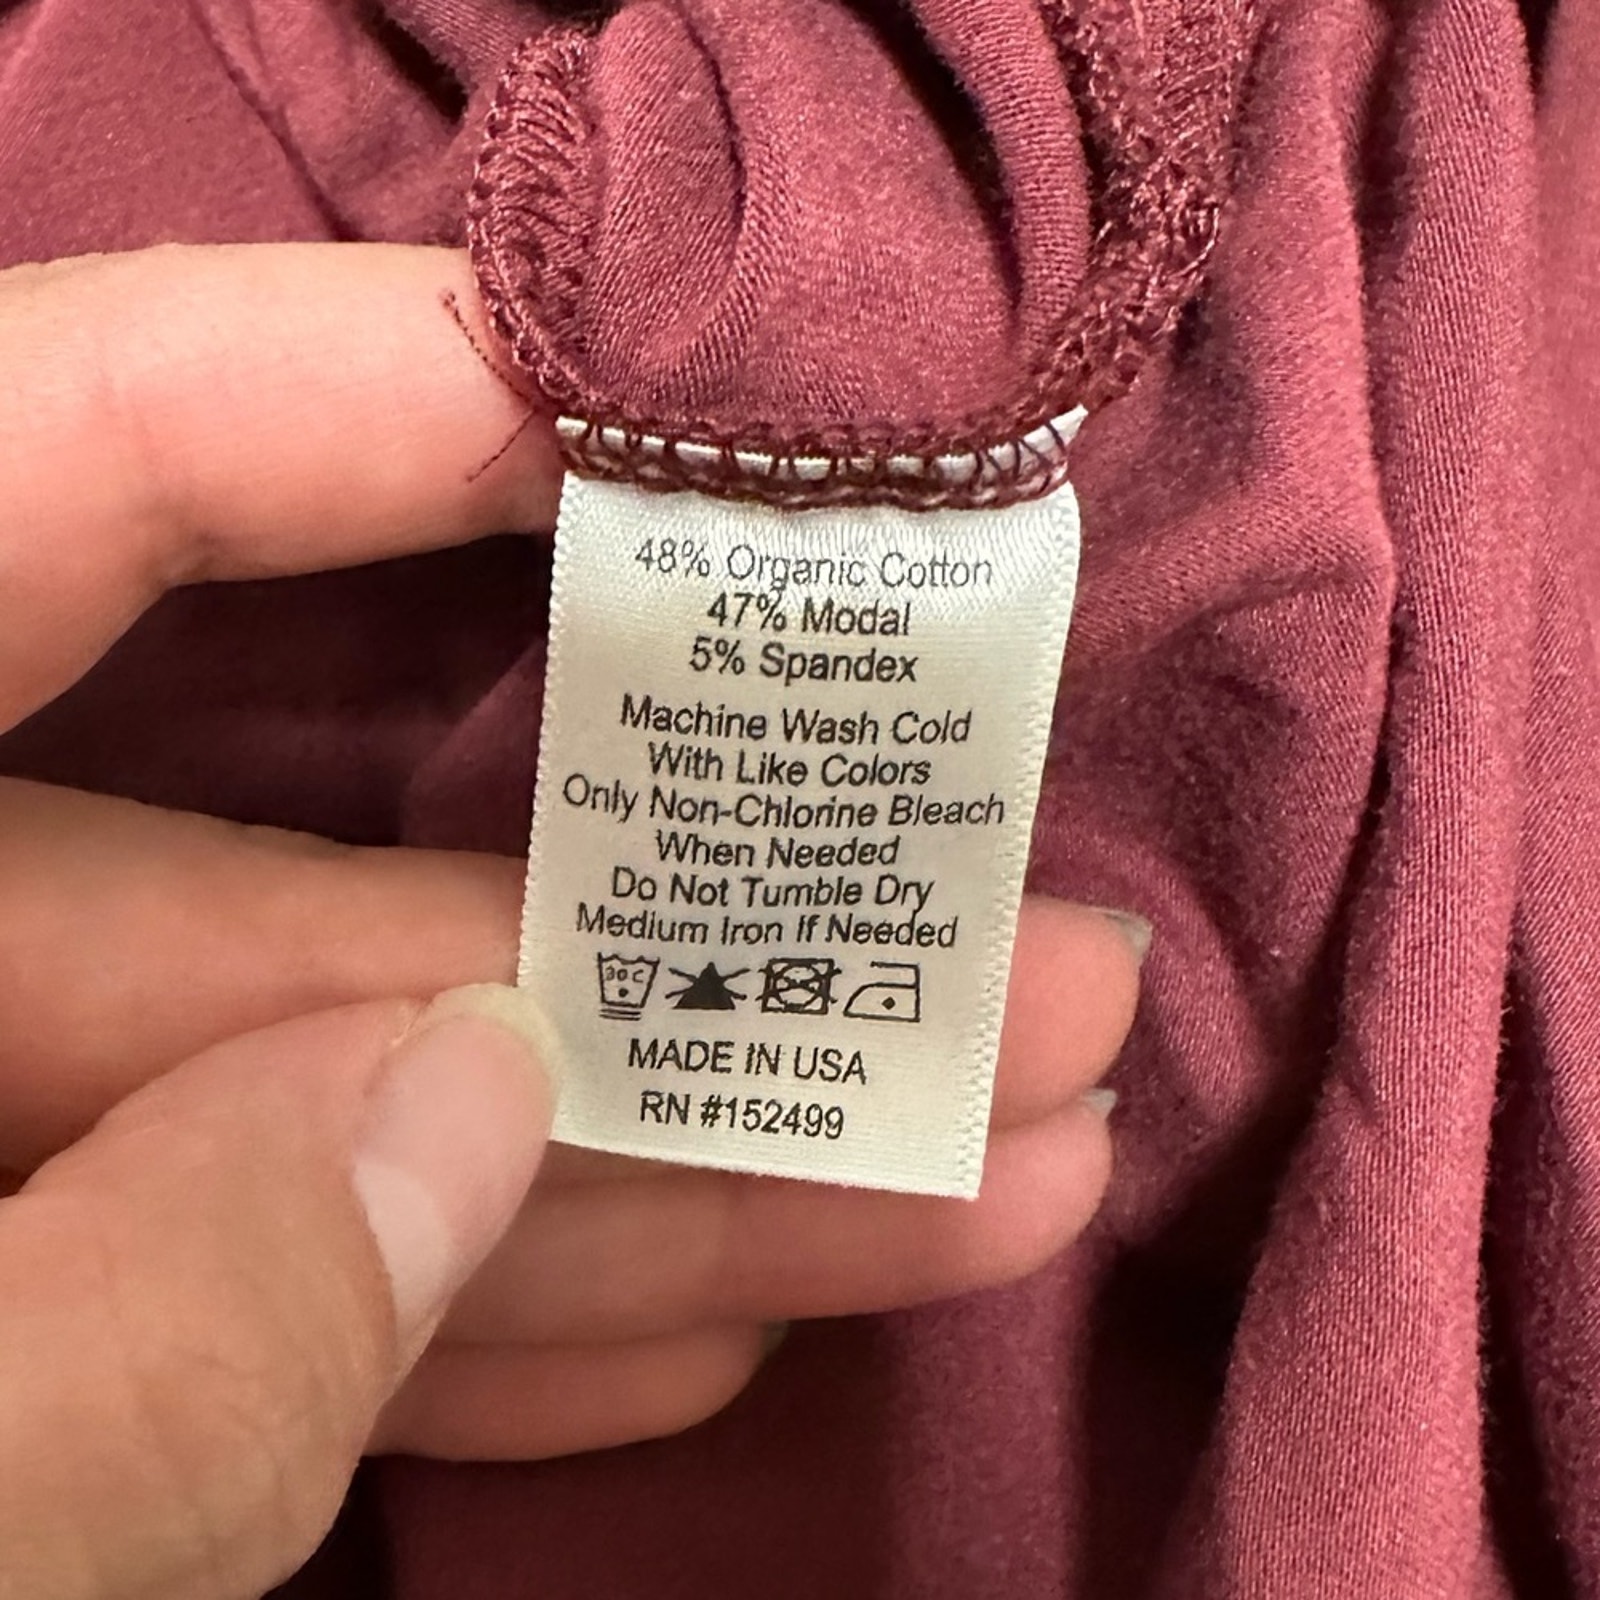 48% Organic Cotton
47% Modal
5% Spandex
Machine Wash Cold
With Like Colors
Only Non-Chlorine Bleach
When Needed
Do Not Tumble Dry
Medium Iron If Needed
30C
MADE IN USA
RN #152499